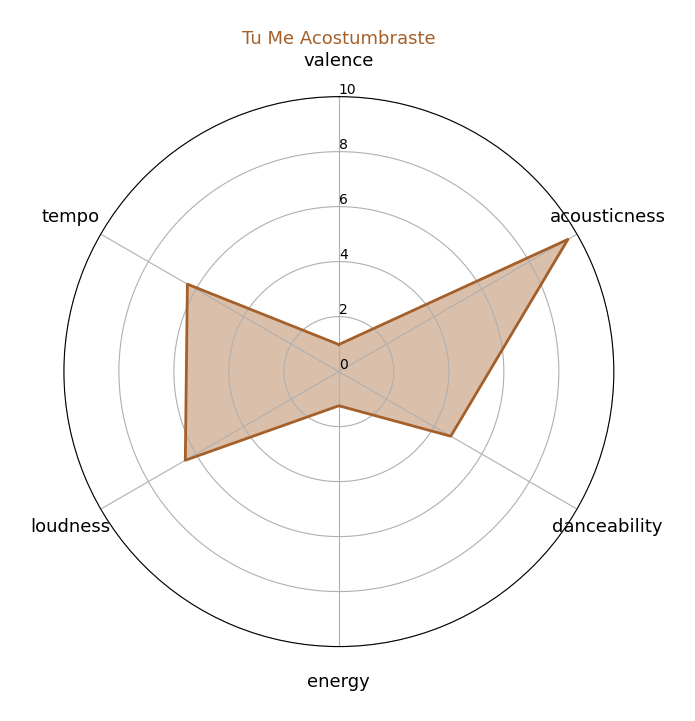 Tu Me Acostumbraste
valence
10
8
6
4
2
0
tempo
acousticness
loudness
danceability
energy